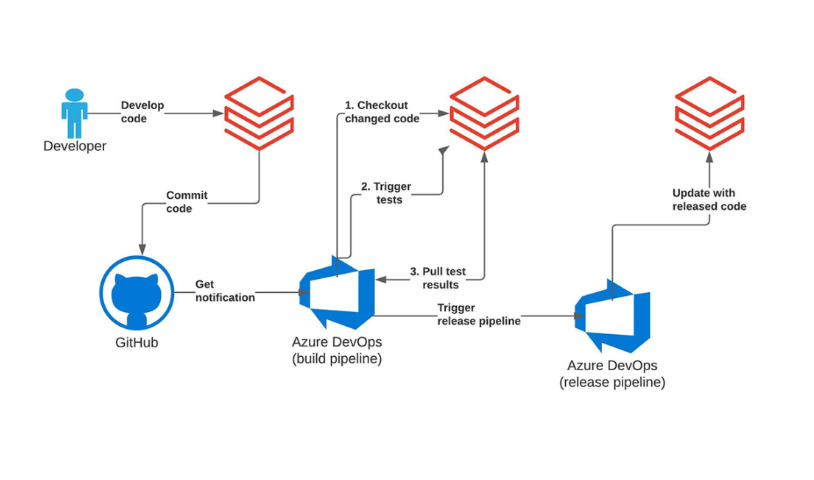 Develop
code
Developer
1. Checkout
changed code
2. Trigger
tests
Commit
code
Update with
released code
Get
notification
3. Pull test
results
Trigger
release pipeline
GitHub
Azure DevOps
(build pipeline)
Azure DevOps
(release pipeline)